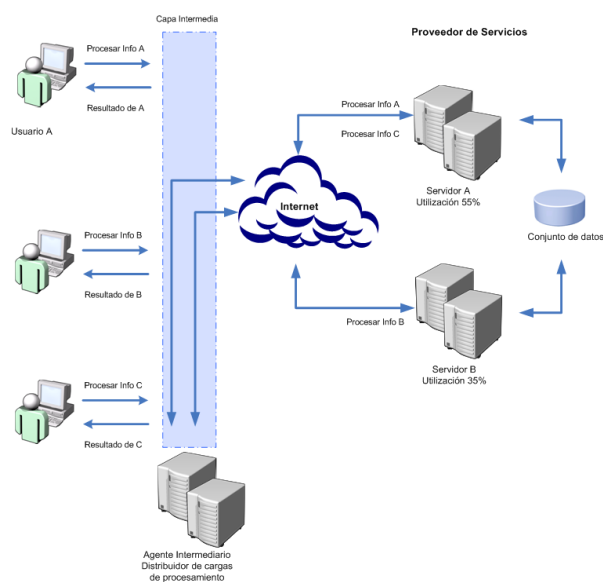 Capa Intermedia
Proveedor de Servicios
Procesar Info A
Resultado de A
Usuario A
Procesar Info A
Procesar Info C
Servidor A
Utilización 55%
Internet
Conjunto de datos
Procesar Info B
Resultado de B
Procesar Info B
Servidor B
Utilización 35%
Procesar Info C
Resultado de C
Agente Intermediario
Distribuidor de cargas
de procesamiento